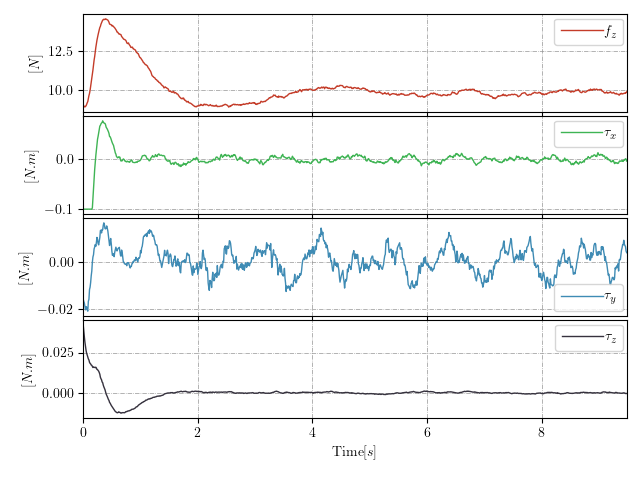 12.5
10.0
[N]
f_z
0.0
−0.1
[N.m]
τ_x
0.00
−0.02
[N.m]
τ_y
0.025
0.000
[N.m]
τ_z
0 2 4 6 8
Time[s]